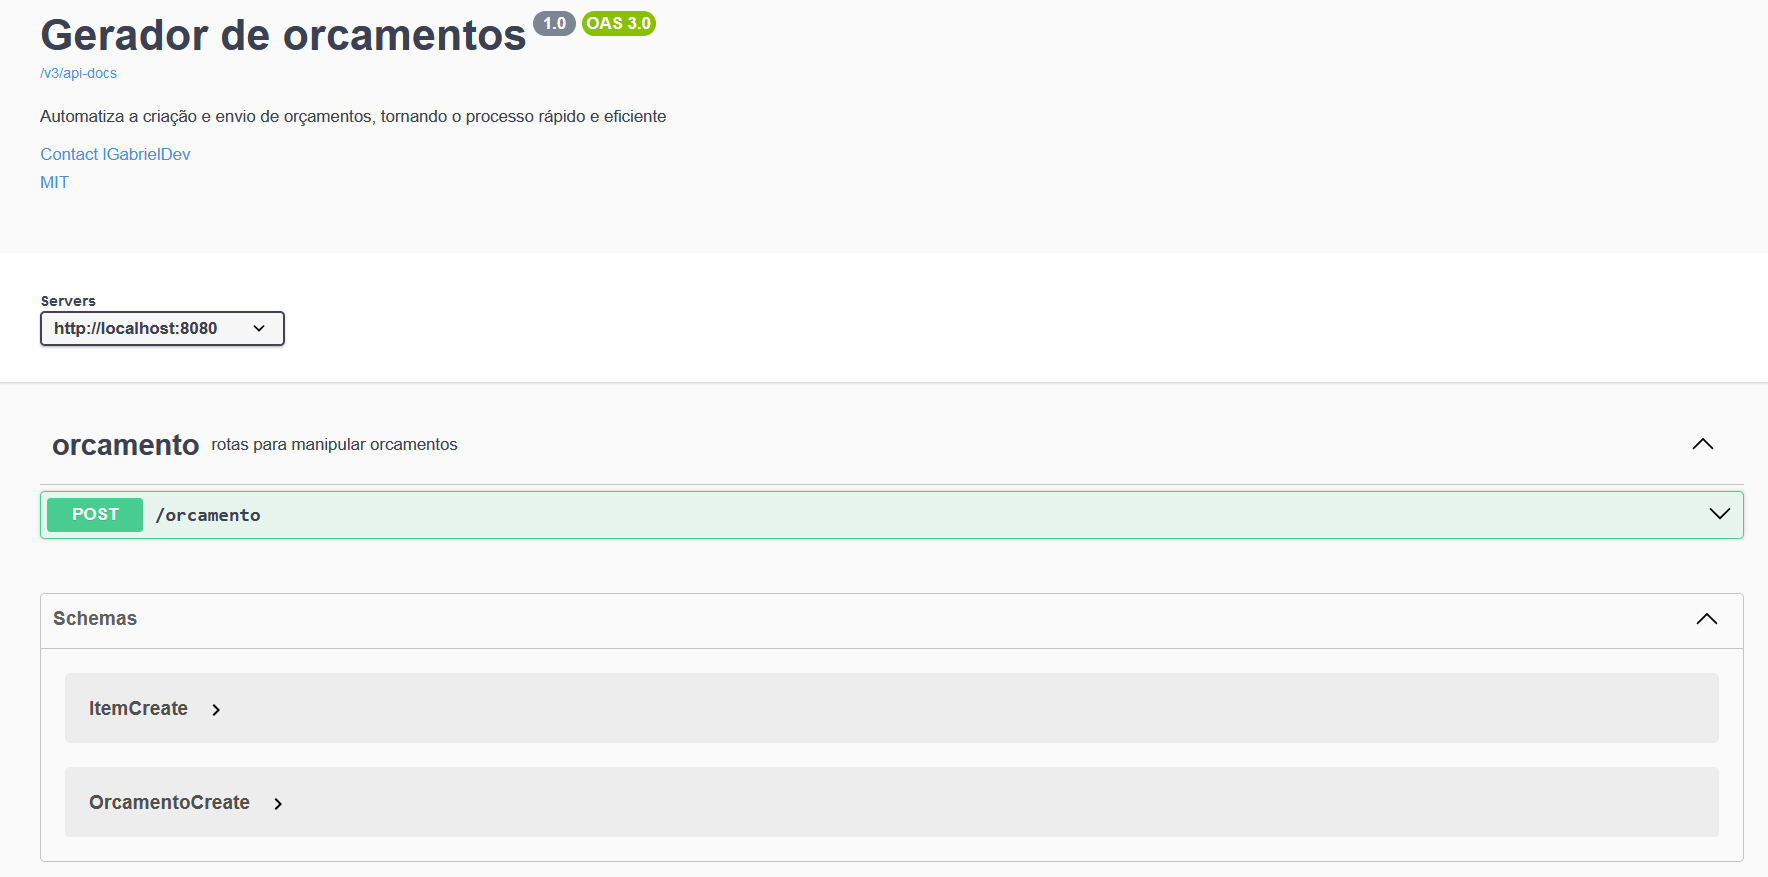 Gerador de orcamentos 1.0 OAS 3.0
/v3/api-docs
Automatiza a criação e envio de orçamentos, tornando o processo rápido e eficiente
Contact IGabrielDev
MIT
Servers
http://localhost:8080
orcamento rotas para manipular orcamentos
POST /orcamento
Schemas
ItemCreate
OrcamentoCreate